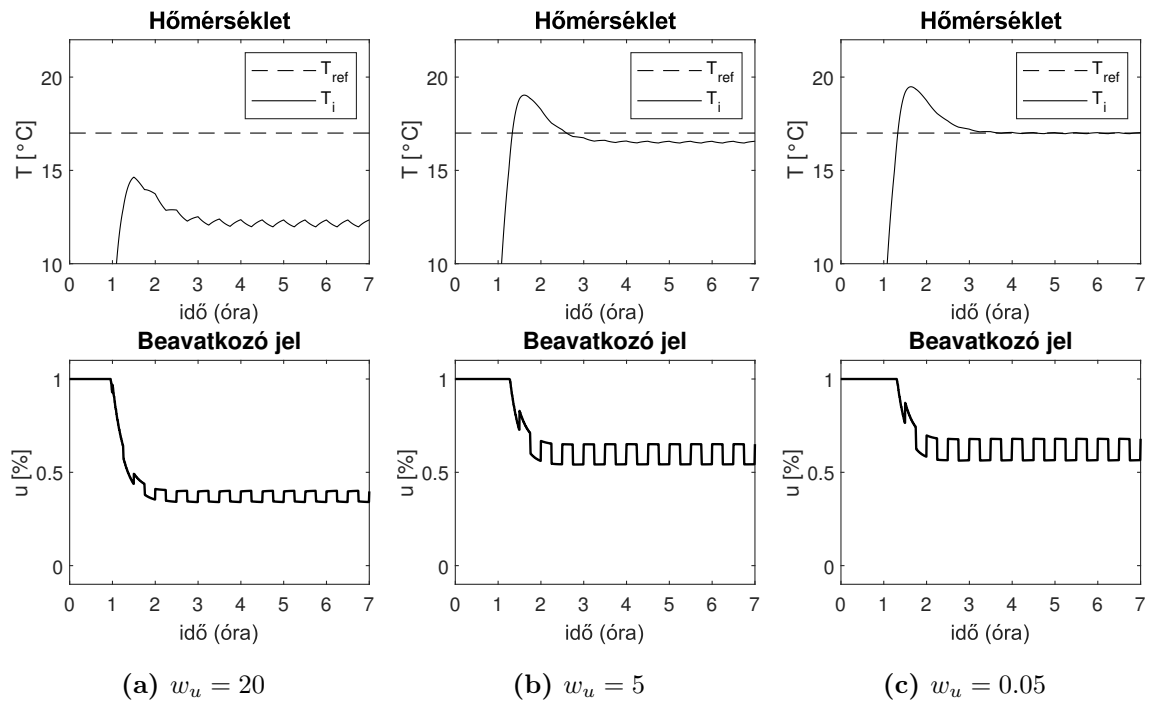 Hőmérséklet
T_ref
T_i
20
15
10
T [°C]
0 1 2 3 4 5 6 7
idő (óra)
Hőmérséklet
T_ref
T_i
20
15
10
T [°C]
0 1 2 3 4 5 6 7
idő (óra)
Hőmérséklet
T_ref
T_i
20
15
10
T [°C]
0 1 2 3 4 5 6 7
idő (óra)
Beavatkozó jel
1
0.5
0
u [%]
0 1 2 3 4 5 6 7
idő (óra)
Beavatkozó jel
1
0.5
0
u [%]
0 1 2 3 4 5 6 7
idő (óra)
Beavatkozó jel
1
0.5
0
u [%]
0 1 2 3 4 5 6 7
idő (óra)
(a) w_u = 20
(b) w_u = 5
(c) w_u = 0.05